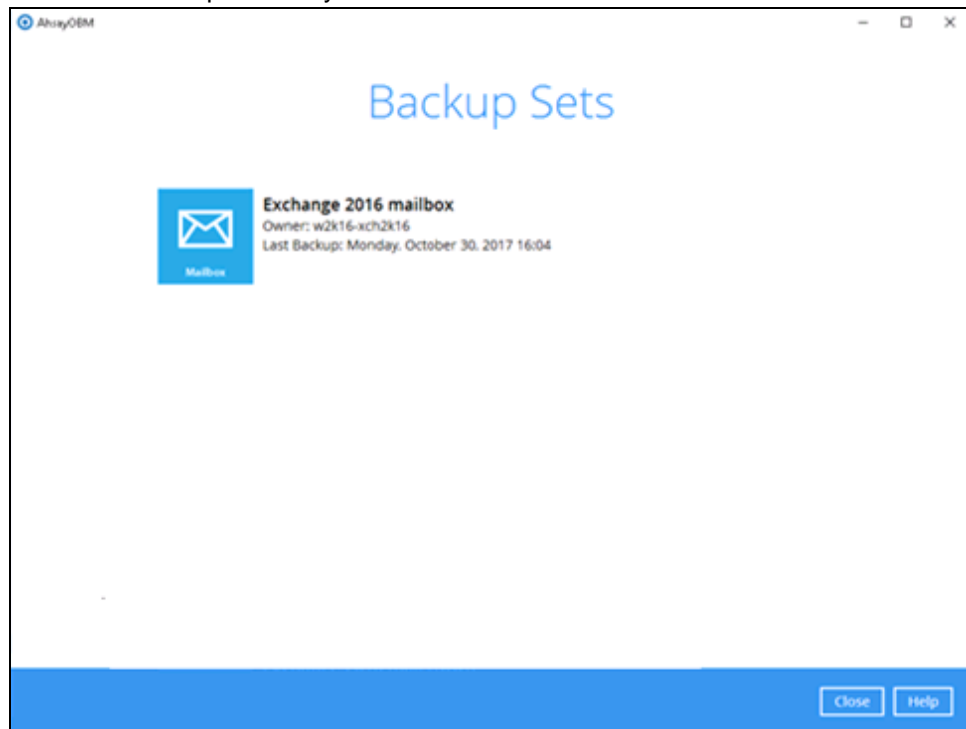 AhsayOBM
Backup Sets
Exchange 2016 mailbox
Owner: w2k16-xch2k16
Last Backup: Monday, October 30, 2017 16:04
Mailbox
Close Help